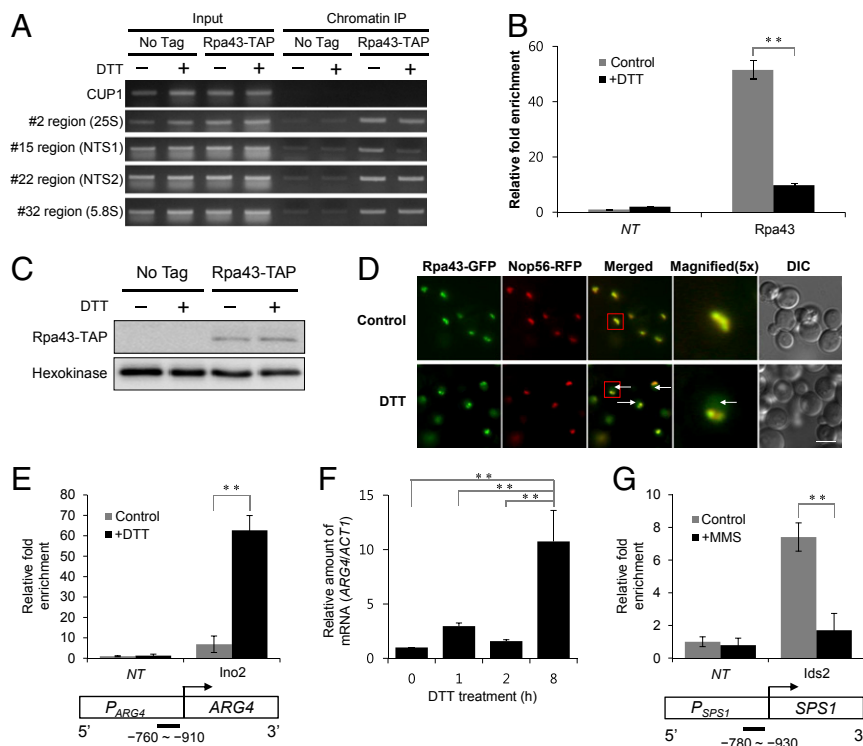 A
Input Chromatin IP
No Tag Rpa43-TAP No Tag Rpa43-TAP
DTT − + − + − + − +
CUP1
#2 region (25S)
#15 region (NTS1)
#22 region (NTS2)
#32 region (5.8S)
B
Relative fold enrichment
60
40
20
0
Control
+DTT
**
NT Rpa43
C
No Tag Rpa43-TAP
DTT − + − +
Rpa43-TAP
Hexokinase
D
Rpa43-GFP Nop56-RFP Merged Magnified(5x) DIC
Control
DTT
E
Relative fold
enrichment
80
70
60
50
40
30
20
10
0
Control
+DTT
**
NT Ino2
P_ARG4 ARG4
5’ 3’
−760 ~ −910
F
Relative amount of
mRNA (ARG4/ACT1)
15
10
5
0
**
**
**
0 1 2 8
DTT treatment (h)
G
Relative fold
enrichment
10
8
6
4
2
0
Control
+MMS
**
NT Ids2
P_SPS1 SPS1
5’ 3’
−780 ~ −930